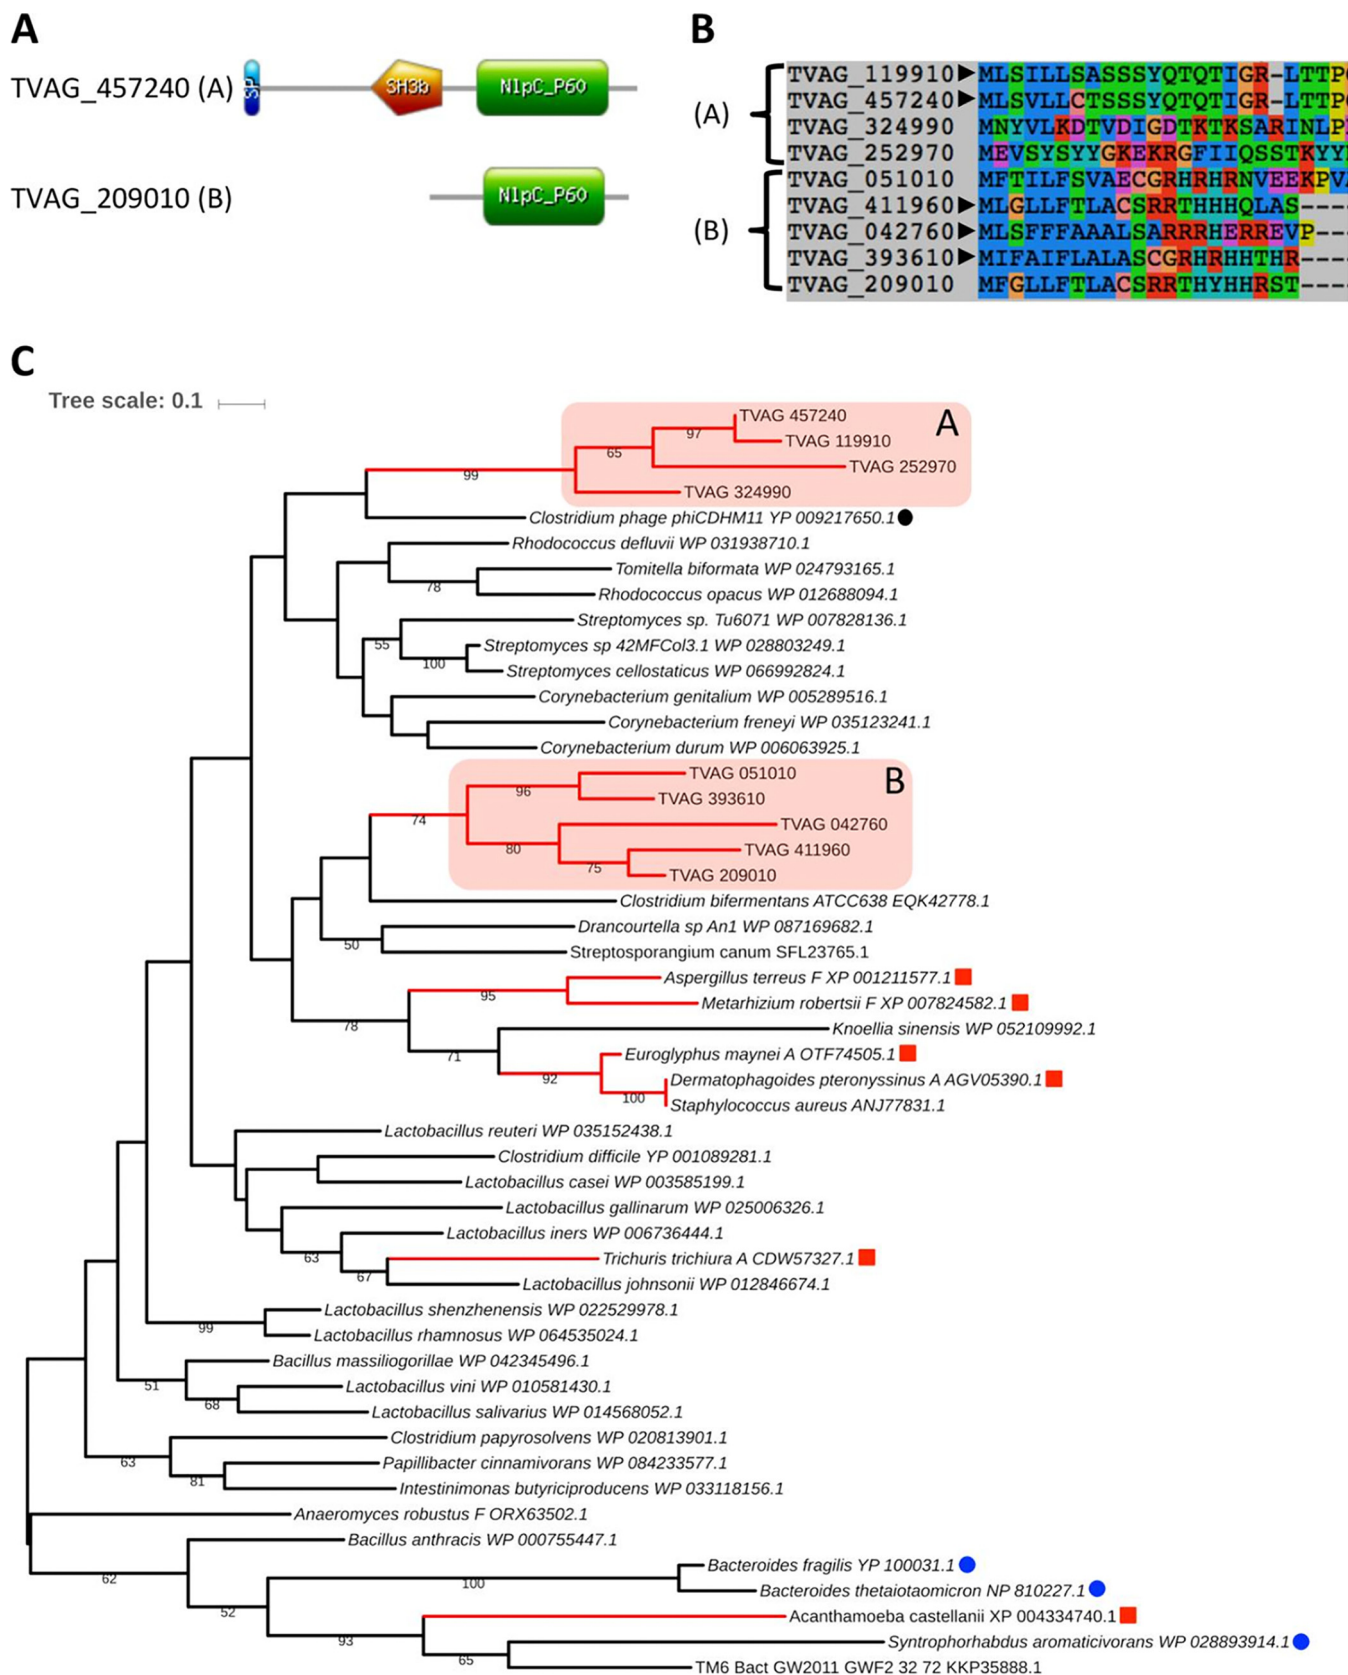 A
TVAG_457240 (A)
SP
SH3b
NlpC_P60
TVAG_209010 (B)
NlpC_P60
B
(A)
TVAG_119910 MLSILLSASSSYQTQTIGR-LTTP
TVAG_457240 MLSVLLCTSSSYQTQTIGR-LTTP
TVAG_324990 MNYVLKDTVDIGDTKTKSARINLP
TVAG_252970 MEVSYSYYGKEKRGFIIQSSTKYY
(B)
TVAG_051010 MFTILFSVAECGRHRHRNVEEKPV
TVAG_411960 MLGLLFTLACSRRTHHHQLAS----
TVAG_042760 MLSFFFAAALSARRRHERREVP---
TVAG_393610 MIFAIFLALASCGRHRHHTHR----
TVAG_209010 MFGLLFTLACSRRTHYHHRST----
C
Tree scale: 0.1
A
TVAG 457240
97
TVAG 119910
65
TVAG 252970
99
TVAG 324990
Clostridium phage phiCDHM11 YP 009217650.1
Rhodococcus defluvii WP 031938710.1
Tomitella biformata WP 024793165.1
78
Rhodococcus opacus WP 012688094.1
Streptomyces sp. Tu6071 WP 007828136.1
55
Streptomyces sp 42MFCol3.1 WP 028803249.1
100
Streptomyces cellostaticus WP 066992824.1
Corynebacterium genitalium WP 005289516.1
Corynebacterium freneyi WP 035123241.1
Corynebacterium durum WP 006063925.1
B
TVAG 051010
96
TVAG 393610
74
TVAG 042760
80
TVAG 411960
75
TVAG 209010
Clostridium bifermentans ATCC638 EQK42778.1
Drancourtella sp An1 WP 087169682.1
50
Streptosporangium canum SFL23765.1
Aspergillus terreus F XP 001211577.1
95
Metarhizium robertsii F XP 007824582.1
78
Knoellia sinensis WP 052109992.1
71
Euroglyphus maynei A OTF74505.1
92
Dermatophagoides pteronyssinus A AGV05390.1
100
Staphylococcus aureus ANJ77831.1
Lactobacillus reuteri WP 035152438.1
Clostridium difficile YP 001089281.1
Lactobacillus casei WP 003585199.1
Lactobacillus gallinarum WP 025006326.1
Lactobacillus iners WP 006736444.1
63
Trichuris trichiura A CDW57327.1
67
Lactobacillus johnsonii WP 012846674.1
Lactobacillus shenzhenensis WP 022529978.1
99
Lactobacillus rhamnosus WP 064535024.1
Bacillus massiliogorillae WP 042345496.1
51
Lactobacillus vini WP 010581430.1
68
Lactobacillus salivarius WP 014568052.1
Clostridium papyrosolvens WP 020813901.1
63
Papillibacter cinnamivorans WP 084233577.1
81
Intestinimonas butyriciproducens WP 033118156.1
Anaeromyces robustus F ORX63502.1
Bacillus anthracis WP 000755447.1
62
Bacteroides fragilis YP 100031.1
100
Bacteroides thetaiotaomicron NP 810227.1
52
Acanthamoeba castellanii XP 004334740.1
93
Syntrophorhabdus aromaticivorans WP 028893914.1
65
TM6 Bact GW2011 GWF2 32 72 KKP35888.1